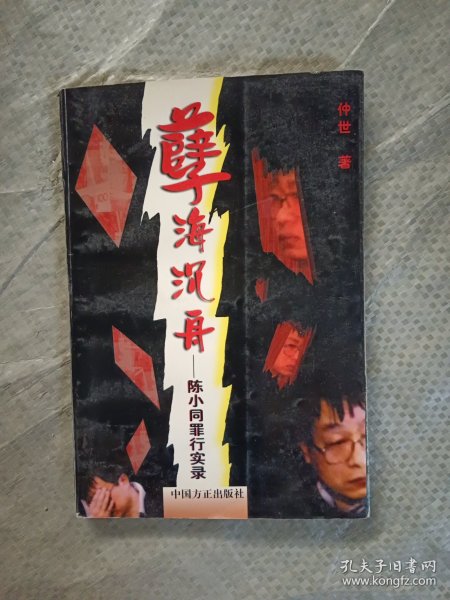 仲世 著
孽海沉舟
——陈小同罪行实录
中国方正出版社
孔夫子旧书网
www.kongfz.com